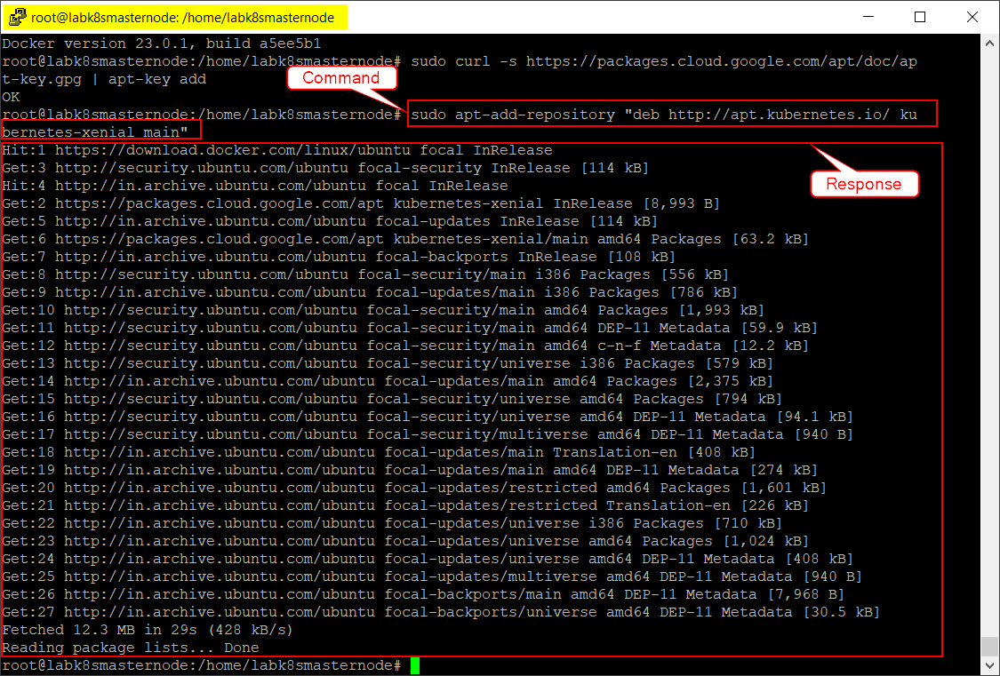 root@labk8smasternode: /home/labk8smasternode
Docker version 23.0.1, build a5ee5b1
root@labk8smasternode:/home/labk8smasternode# sudo curl -s https://packages.cloud.google.com/apt/doc/ap
t-key.gpg | apt-key add
Command
OK
root@labk8smasternode:/home/labk8smasternode# sudo apt-add-repository "deb http://apt.kubernetes.io/ ku
bernetes-xenial main"
Hit:1 https://download.docker.com/linux/ubuntu focal InRelease
Get:3 http://security.ubuntu.com/ubuntu focal-security InRelease [114 kB]
Hit:4 http://in.archive.ubuntu.com/ubuntu focal InRelease
Response
Get:2 https://packages.cloud.google.com/apt kubernetes-xenial InRelease [8,993 B]
Get:5 http://in.archive.ubuntu.com/ubuntu focal-updates InRelease [114 kB]
Get:6 https://packages.cloud.google.com/apt kubernetes-xenial/main amd64 Packages [63.2 kB]
Get:7 http://in.archive.ubuntu.com/ubuntu focal-backports InRelease [108 kB]
Get:8 http://security.ubuntu.com/ubuntu focal-security/main i386 Packages [556 kB]
Get:9 http://in.archive.ubuntu.com/ubuntu focal-updates/main i386 Packages [786 kB]
Get:10 http://security.ubuntu.com/ubuntu focal-security/main amd64 Packages [1,993 kB]
Get:11 http://security.ubuntu.com/ubuntu focal-security/main amd64 DEP-11 Metadata [59.9 kB]
Get:12 http://security.ubuntu.com/ubuntu focal-security/main amd64 c-n-f Metadata [12.2 kB]
Get:13 http://security.ubuntu.com/ubuntu focal-security/universe i386 Packages [579 kB]
Get:14 http://in.archive.ubuntu.com/ubuntu focal-updates/main amd64 Packages [2,375 kB]
Get:15 http://security.ubuntu.com/ubuntu focal-security/universe amd64 Packages [794 kB]
Get:16 http://security.ubuntu.com/ubuntu focal-security/universe amd64 DEP-11 Metadata [94.1 kB]
Get:17 http://security.ubuntu.com/ubuntu focal-security/multiverse amd64 DEP-11 Metadata [940 B]
Get:18 http://in.archive.ubuntu.com/ubuntu focal-updates/main Translation-en [408 kB]
Get:19 http://in.archive.ubuntu.com/ubuntu focal-updates/main amd64 DEP-11 Metadata [274 kB]
Get:20 http://in.archive.ubuntu.com/ubuntu focal-updates/restricted amd64 Packages [1,601 kB]
Get:21 http://in.archive.ubuntu.com/ubuntu focal-updates/restricted Translation-en [226 kB]
Get:22 http://in.archive.ubuntu.com/ubuntu focal-updates/universe i386 Packages [710 kB]
Get:23 http://in.archive.ubuntu.com/ubuntu focal-updates/universe amd64 Packages [1,024 kB]
Get:24 http://in.archive.ubuntu.com/ubuntu focal-updates/universe amd64 DEP-11 Metadata [408 kB]
Get:25 http://in.archive.ubuntu.com/ubuntu focal-updates/multiverse amd64 DEP-11 Metadata [940 B]
Get:26 http://in.archive.ubuntu.com/ubuntu focal-backports/main amd64 DEP-11 Metadata [7,968 B]
Get:27 http://in.archive.ubuntu.com/ubuntu focal-backports/universe amd64 DEP-11 Metadata [30.5 kB]
Fetched 12.3 MB in 29s (428 kB/s)
Reading package lists... Done
root@labk8smasternode:/home/labk8smasternode#